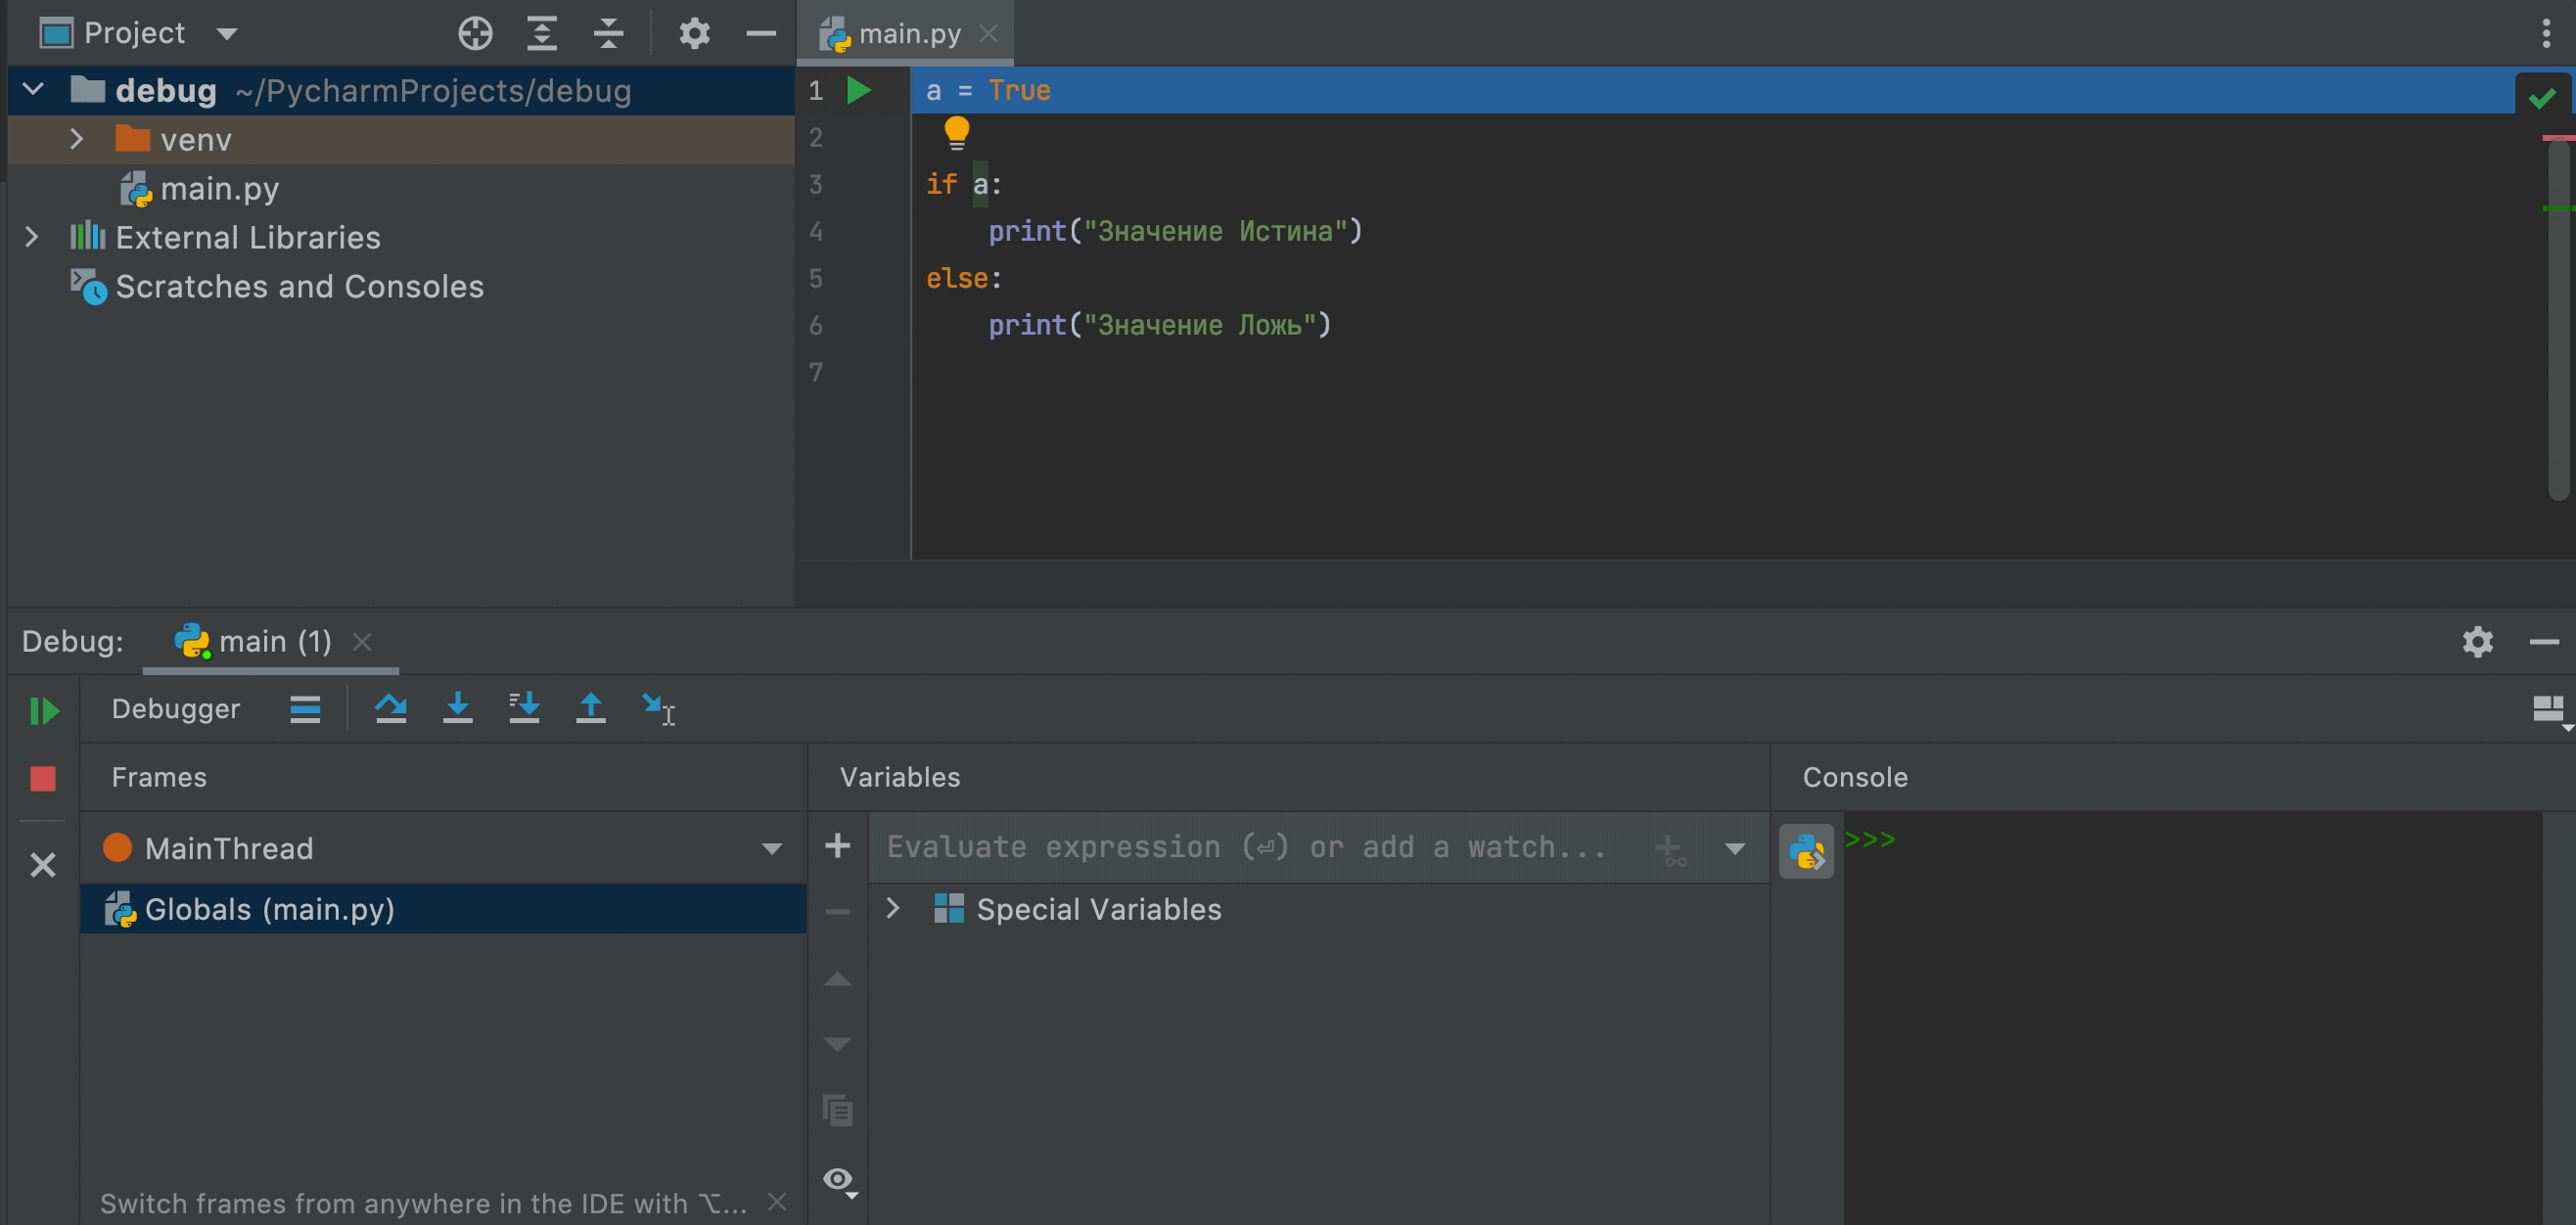 Project
main.py
debug ~/PycharmProjects/debug
venv
main.py
External Libraries
Scratches and Consoles
1 a = True
2
3 if a:
4 print("Значение Истина")
5 else:
6 print("Значение Ложь")
7
Debug: main (1)
Debugger
Frames
Variables
Console
MainThread
Evaluate expression (⏎) or add a watch...
>>>
Globals (main.py)
Special Variables
Switch frames from anywhere in the IDE with ⌥...